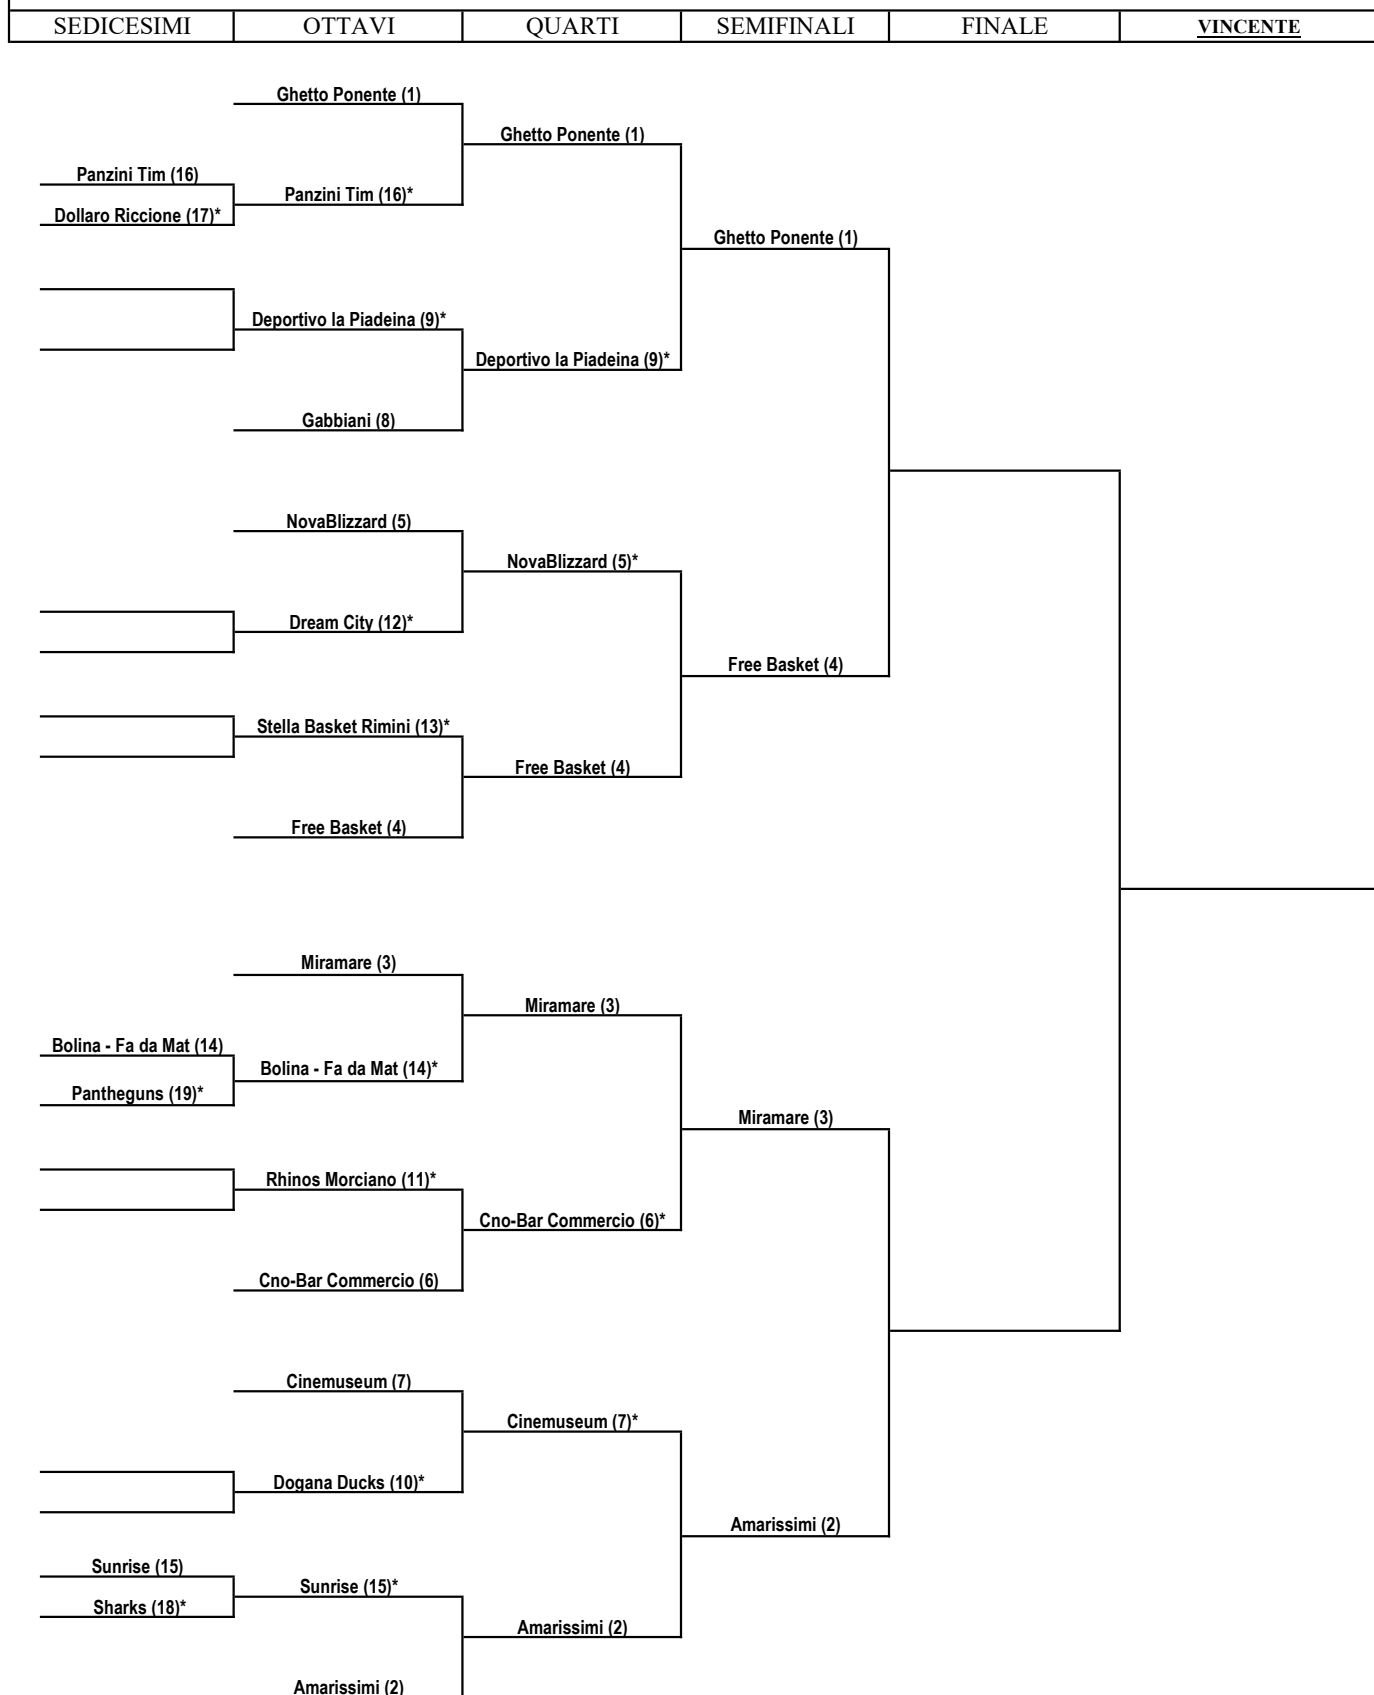 SEDICESIMI OTTAVI QUARTI SEMIFINALI FINALE VINCENTE
Ghetto Ponente (1)
Ghetto Ponente (1)
Panzini Tim (16)
Panzini Tim (16)*
Dollaro Riccione (17)*
Ghetto Ponente (1)
Deportivo la Piadeina (9)*
Deportivo la Piadeina (9)*
Gabbiani (8)
NovaBlizzard (5)
NovaBlizzard (5)*
Dream City (12)*
Free Basket (4)
Stella Basket Rimini (13)*
Free Basket (4)
Free Basket (4)
Miramare (3)
Miramare (3)
Bolina - Fa da Mat (14)
Bolina - Fa da Mat (14)*
Pantheguns (19)*
Miramare (3)
Rhinos Morciano (11)*
Cno-Bar Commercio (6)*
Cno-Bar Commercio (6)
Cinemuseum (7)
Cinemuseum (7)*
Dogana Ducks (10)*
Amarissimi (2)
Sunrise (15)
Sunrise (15)*
Sharks (18)*
Amarissimi (2)
Amarissimi (2)